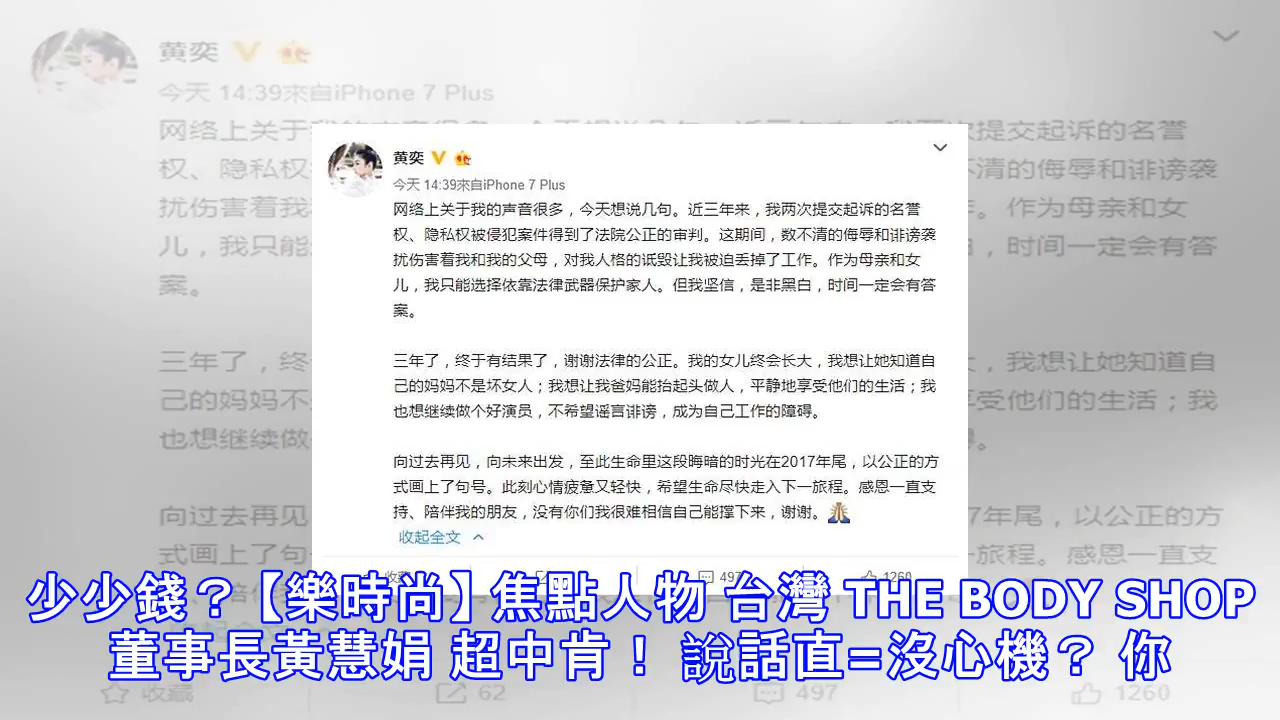 黄奕
今天 14:39來自iPhone 7 Plus
网络上关于我的声音很多，今天想说几句。近三年来，我两次提交起诉的名誉
权、隐私权被侵犯案件得到了法院公正的审判。这期间，数不清的侮辱和诽谤袭
扰伤害着我和我的父母，对我人格的诋毁让我被迫丢掉了工作。作为母亲和女
儿，我只能选择依靠法律武器保护家人。但我坚信，是非黑白，时间一定会有答
案。
三年了，终于有结果了，谢谢法律的公正。我的女儿终会长大，我想让她知道自
己的妈妈不是坏女人；我想让我爸妈能抬起头做人，平静地享受他们的生活；我
也想继续做个好演员，不希望谣言诽谤，成为自己工作的障碍。
向过去再见，向未来出发，至此生命里这段晦暗的时光在2017年尾，以公正的方
式画上了句号。此刻心情疲惫又轻快，希望生命尽快走入下一旅程。感恩一直支
持、陪伴我的朋友，没有你们我很难相信自己能撑下来，谢谢。🙏
收起全文
少少錢？【樂時尚】焦點人物 台灣 THE BODY SHOP
董事長黃慧娟 超中肯！ 說話直=沒心機？ 你
收藏 62 497 1260